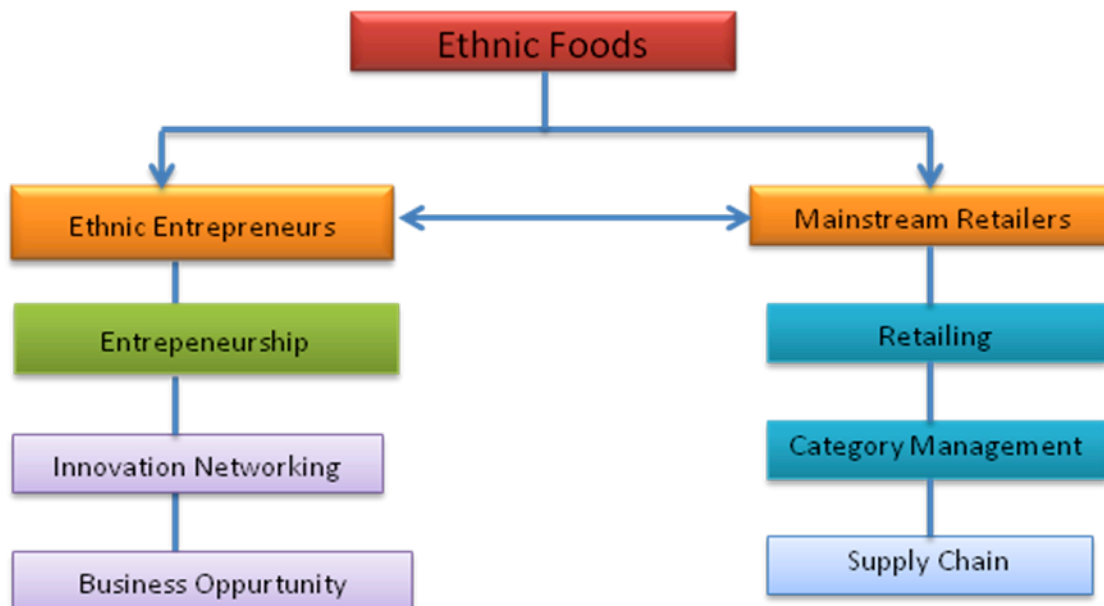 Ethnic Foods
Ethnic Entrepreneurs
Mainstream Retailers
Entrepeneurship
Retailing
Innovation Networking
Category Management
Business Oppurtunity
Supply Chain